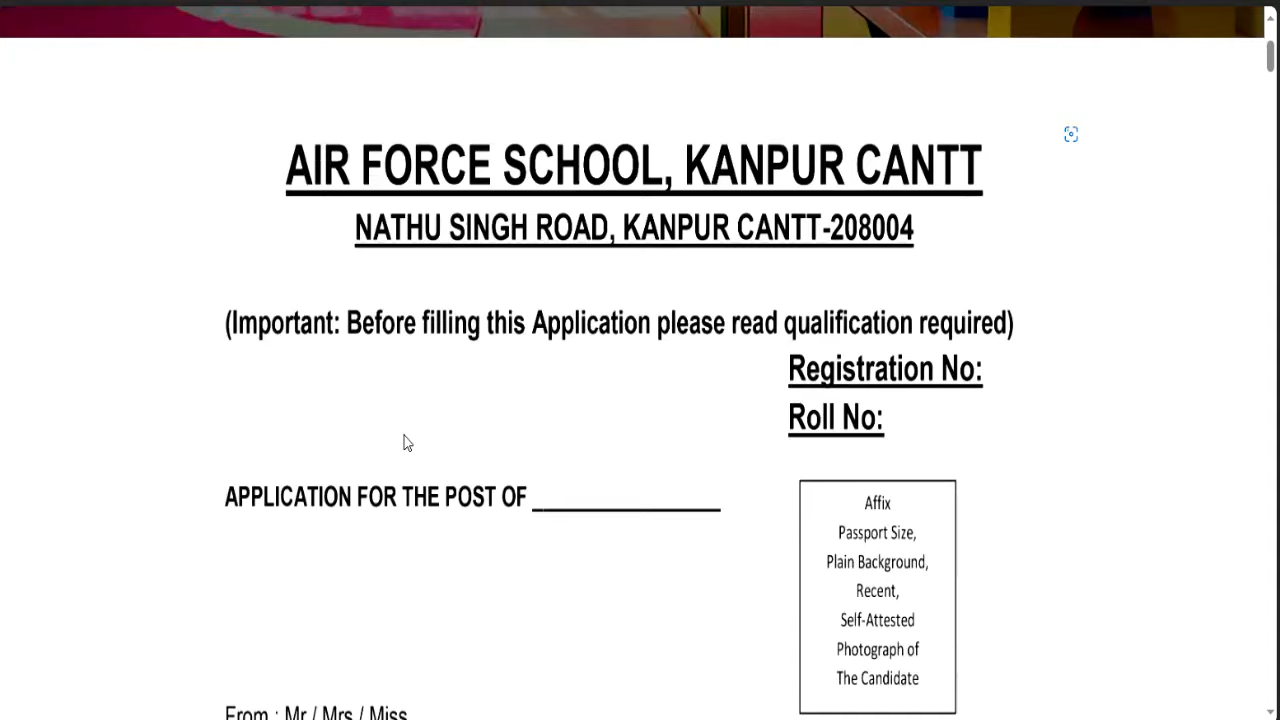 AIR FORCE SCHOOL, KANPUR CANTT
NATHU SINGH ROAD, KANPUR CANTT-208004
(Important: Before filling this Application please read qualification required)
Registration No:
Roll No:
APPLICATION FOR THE POST OF ________________
Affix
Passport Size,
Plain Background,
Recent,
Self-Attested
Photograph of
The Candidate
From : Mr / Mrs / Miss